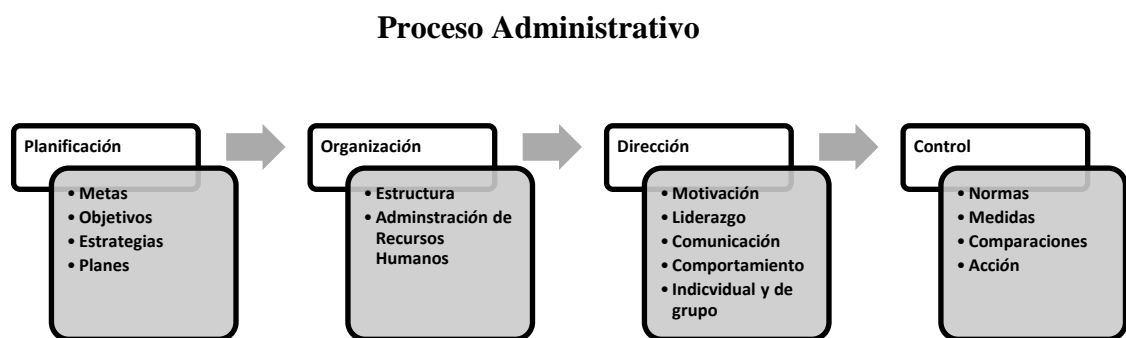 Proceso Administrativo
Planificación
• Metas
• Objetivos
• Estrategias
• Planes
Organización
• Estructura
• Adminstración de
Recursos
Humanos
Dirección
• Motivación
• Liderazgo
• Comunicación
• Comportamiento
• Indicvidual y de
grupo
Control
• Normas
• Medidas
• Comparaciones
• Acción